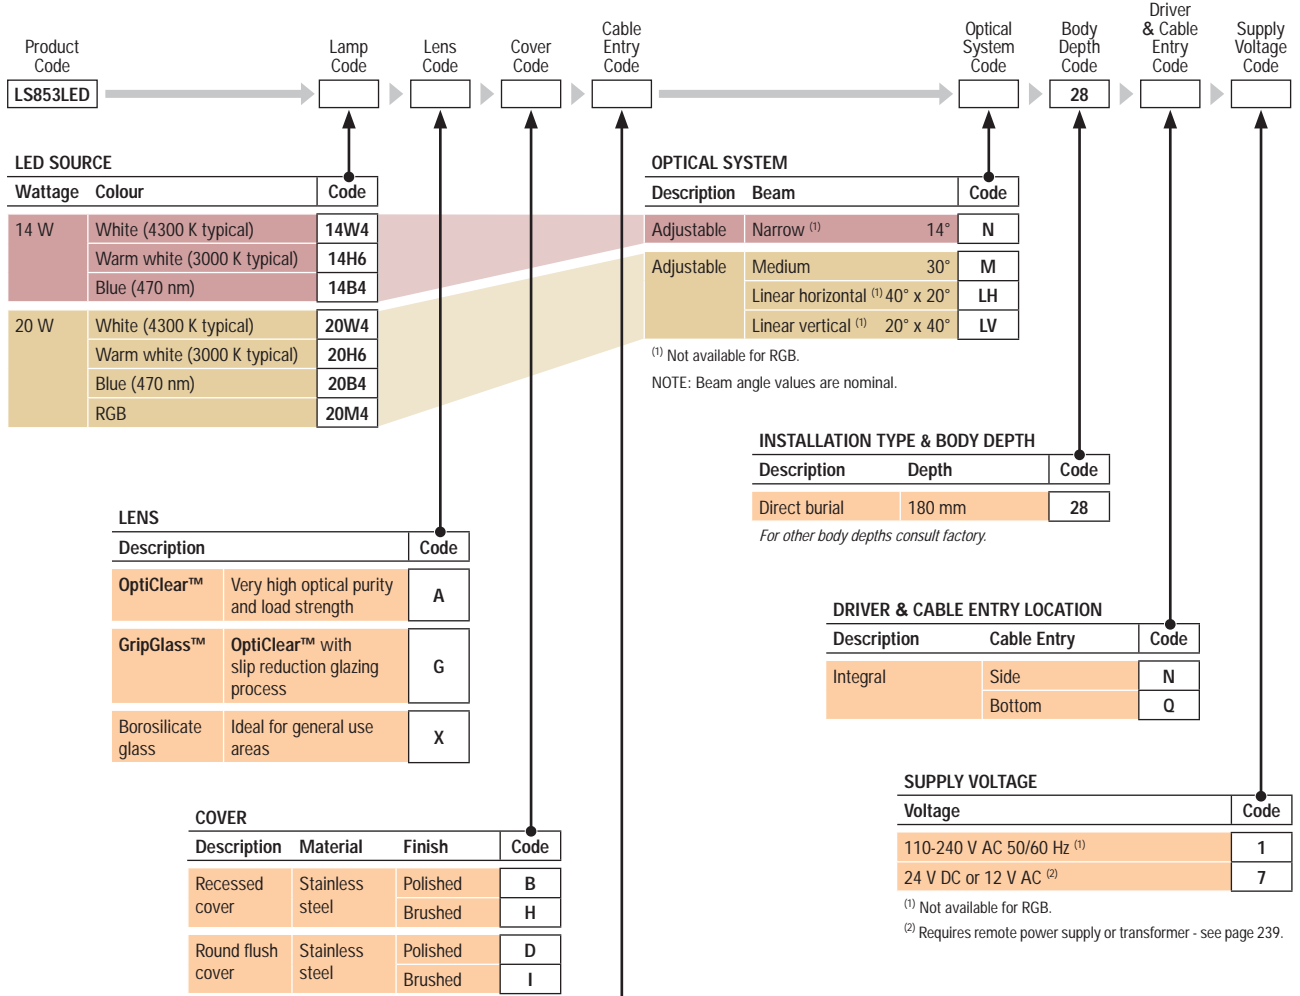 Product
Code
Lamp
Code
Lens
Code
Cover
Code
Cable
Entry
Code
Optical
System
Code
Body
Depth
Code
Driver
& Cable
Entry
Code
Supply
Voltage
Code
LS853LED
28
LED SOURCE
Wattage Colour Code
14 W White (4300 K typical) 14W4
Warm white (3000 K typical) 14H6
Blue (470 nm) 14B4
20 W White (4300 K typical) 20W4
Warm white (3000 K typical) 20H6
Blue (470 nm) 20B4
RGB 20M4
OPTICAL SYSTEM
Description Beam Code
Adjustable Narrow (1) 14° N
Adjustable Medium 30° M
Linear horizontal (1) 40° x 20° LH
Linear vertical (1) 20° x 40° LV
(1) Not available for RGB.
NOTE: Beam angle values are nominal.
INSTALLATION TYPE & BODY DEPTH
Description Depth Code
Direct burial 180 mm 28
For other body depths consult factory.
LENS
Description Code
OptiClear™ Very high optical purity
and load strength A
GripGlass™ OptiClear™ with
slip reduction glazing G
process
Borosilicate Ideal for general use
glass areas X
DRIVER & CABLE ENTRY LOCATION
Description Cable Entry Code
Integral Side N
Bottom Q
COVER
Description Material Finish Code
Recessed Stainless Polished B
cover steel Brushed H
Round flush Stainless Polished D
cover steel Brushed I
SUPPLY VOLTAGE
Voltage Code
110-240 V AC 50/60 Hz (1) 1
24 V DC or 12 V AC (2) 7
(1) Not available for RGB.
(2) Requires remote power supply or transformer - see page 239.